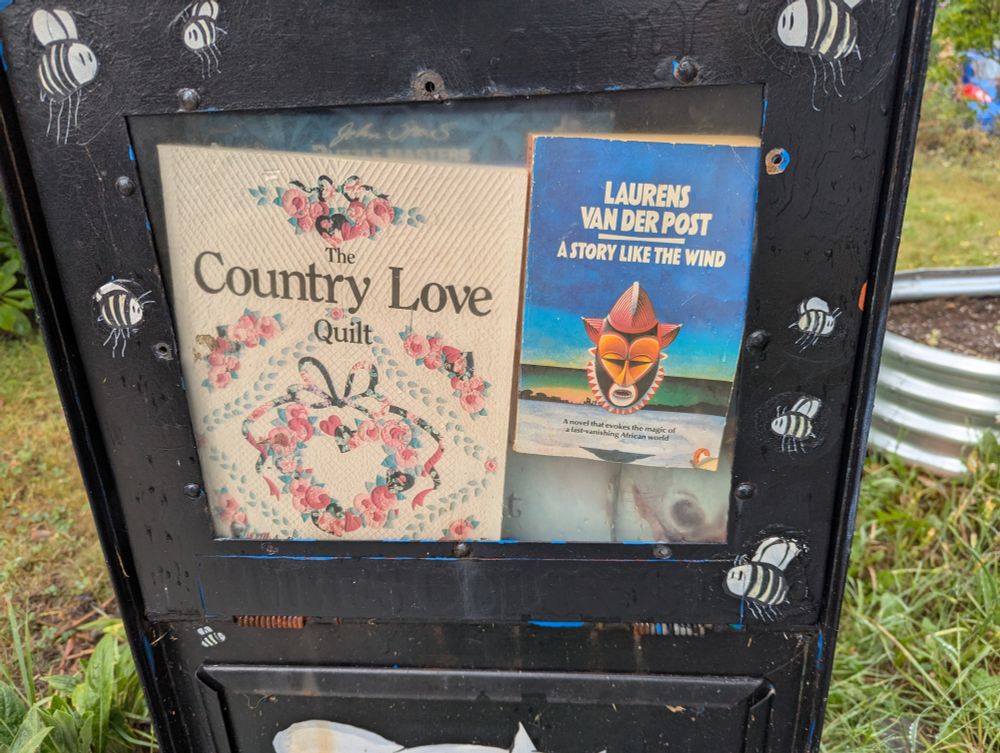 The
Country Love
Quilt
LAURENS
VAN DER POST
A STORY LIKE THE WIND
A novel that evokes the magic of
a fast-vanishing African world